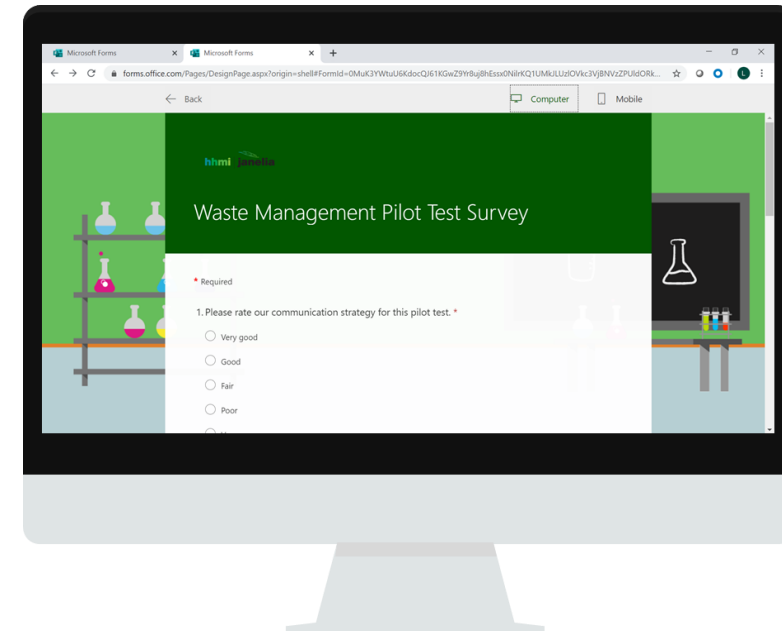 Microsoft Forms
Microsoft Forms
forms.office.com/Pages/DesignPage.aspx?origin=shell#FormId=
Back
Computer
Mobile
hhmi janelia
Waste Management Pilot Test Survey
* Required
1. Please rate our communication strategy for this pilot test. *
Very good
Good
Fair
Poor